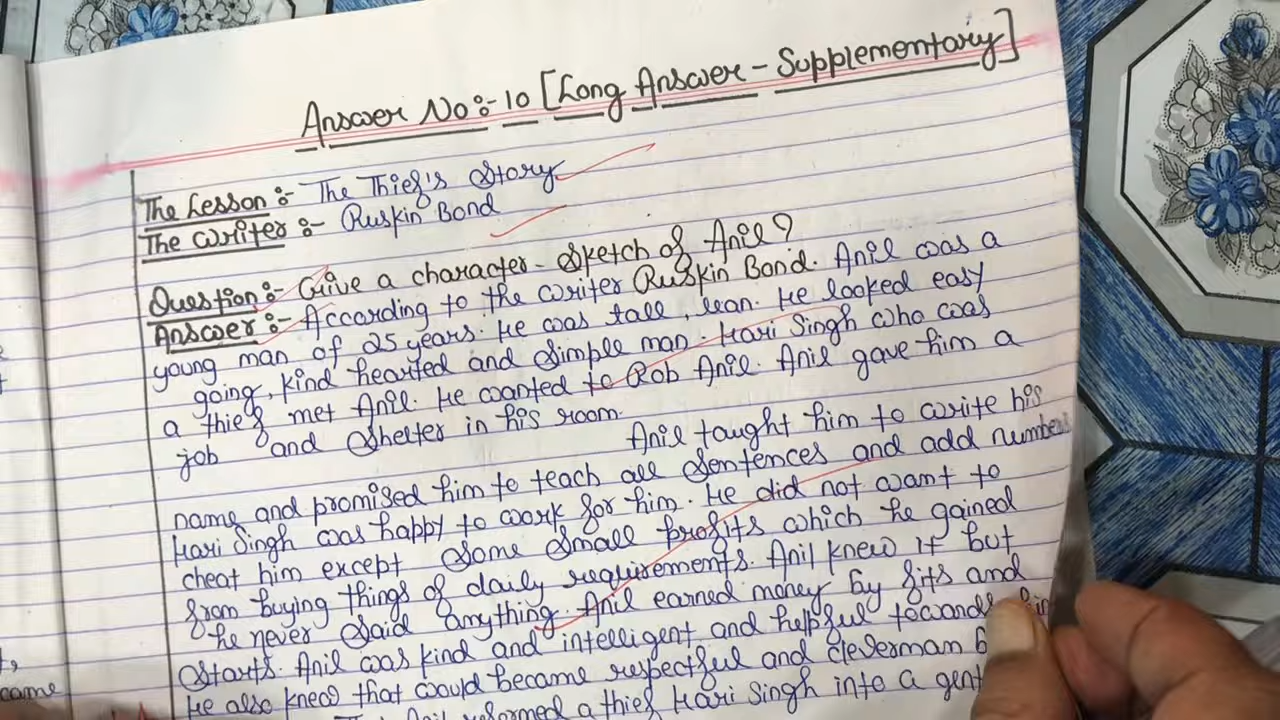 Answer No:- 10 [Long Answer - Supplementary]
The Lesson:- The Thief's Story
The Writer:- Ruskin Bond
Question:- Give a character - Sketch of Anil?
Answer:- According to the writer Ruskin Bond. Anil was a
young man of 25 years. He was tall, lean. He looked easy
going, kind hearted and Simple man. Hari Singh who was
a thief met Anil. He wanted to Rob Anil. Anil gave him a
job and Shelter in his room.
Anil taught him to write his
name and promised him to teach all Sentences and add numbers
Hari Singh was happy to work for him. He did not want to
cheat him except Some Small profits which he gained
from buying things of daily requirements. Anil knew it but
he never Said anything. Anil earned money by fits and
Starts. Anil was kind and intelligent and helpful towards
He also knew that would became respectful and cleverman
reformed a thief Hari Singh into a
came